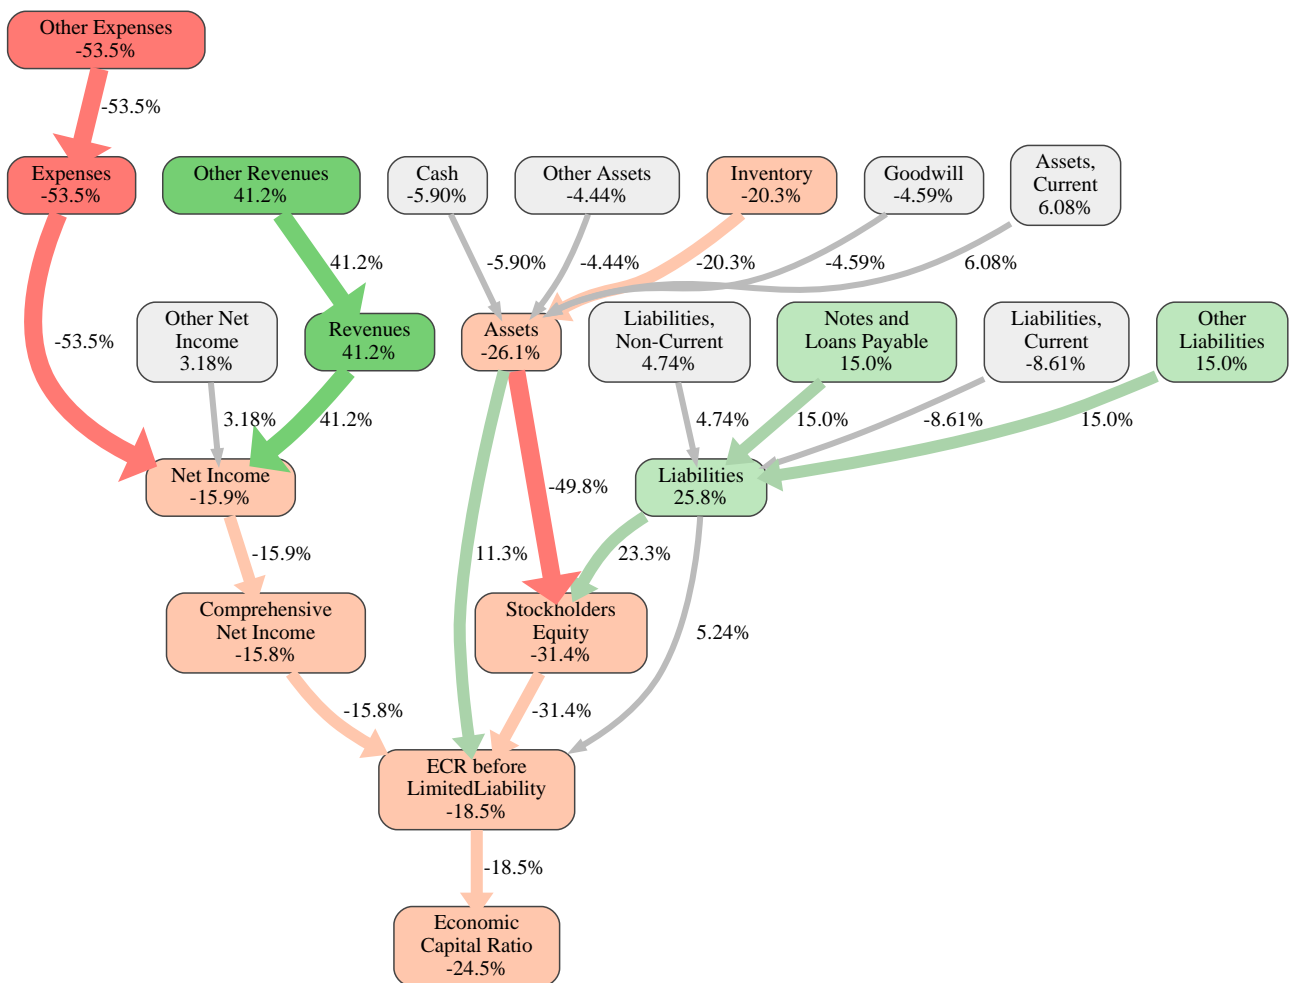 Other Expenses
-53.5%
-53.5%
Expenses
-53.5%
Other Revenues
41.2%
Cash
-5.90%
Other Assets
-4.44%
Inventory
-20.3%
Goodwill
-4.59%
Assets,
Current
6.08%
41.2%
-5.90%
-4.44%
-20.3%
-4.59%
6.08%
-53.5%
Other Net
Income
3.18%
Revenues
41.2%
Assets
-26.1%
Liabilities,
Non-Current
4.74%
Notes and
Loans Payable
15.0%
Liabilities,
Current
-8.61%
Other
Liabilities
15.0%
3.18%
41.2%
4.74%
15.0%
-8.61%
15.0%
Net Income
-15.9%
-49.8%
Liabilities
25.8%
-15.9%
11.3%
23.3%
Comprehensive
Net Income
-15.8%
Stockholders
Equity
-31.4%
5.24%
-15.8%
-31.4%
ECR before
LimitedLiability
-18.5%
-18.5%
Economic
Capital Ratio
-24.5%